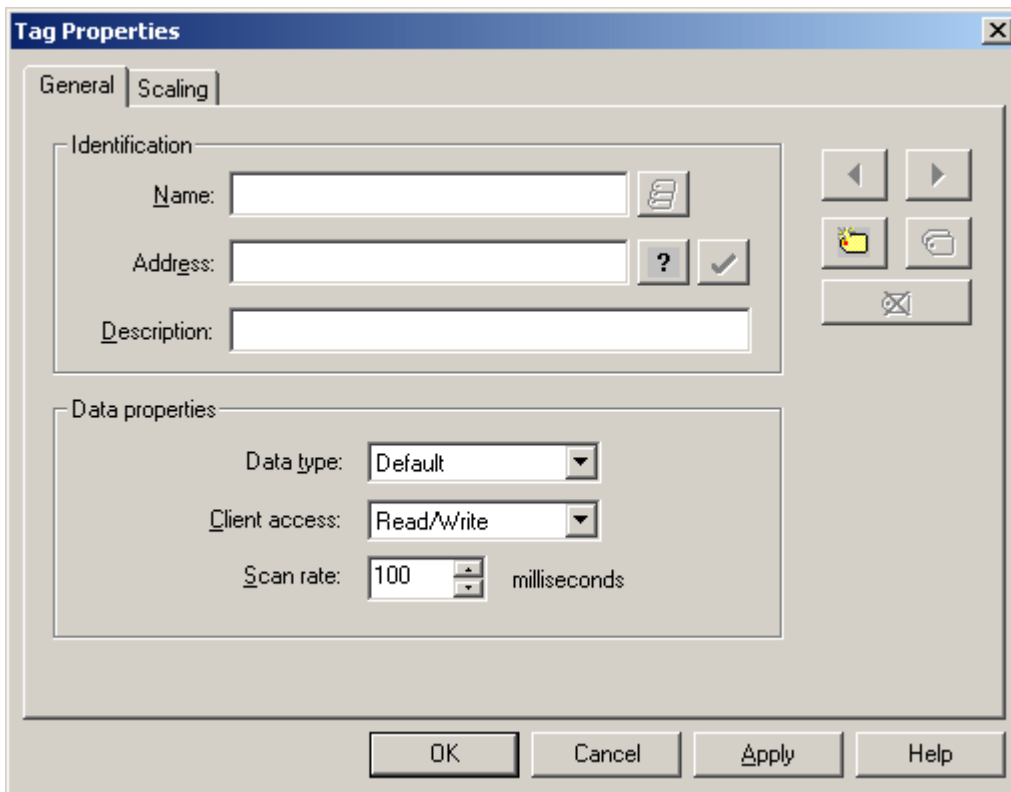 Tag Properties
General Scaling
Identification
Name:
Address: ?
Description:
Data properties
Data type: Default
Client access: Read/Write
Scan rate: 100 milliseconds
OK Cancel Apply Help